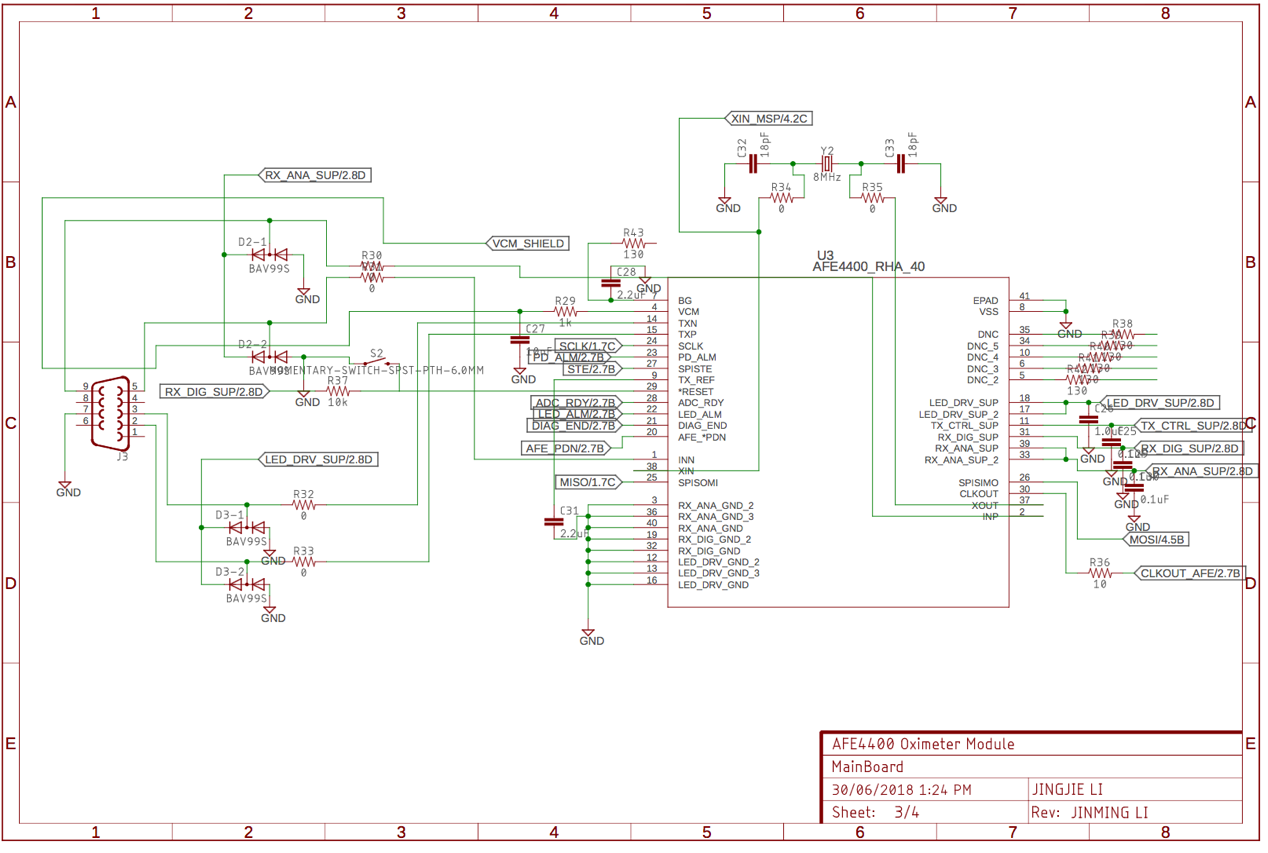 1 2 3 4 5 6 7 8
A A
XIN_MSP/4.2C
C32
18pF
Y2
8MHz
C33
18pF
RX_ANA_SUP/2.8D
R34
0
R35
0
GND
GND
VCM_SHIELD
R43
130
B B
D2-1
BAV99S
GND
R30
0
U3
AFE4400_RHA_40
C28
2.2uF
GND
R29
1k
C27
GND
D2-2
S2
MOMENTARY-SWITCH-SPST-PTH-6.0MM
RX_DIG_SUP/2.8D
R37
10k
GND
7 BG
4 VCM
14 TXN
15 TXP
SCLK/1.7C 24 SCLK
PD_ALM/2.7B 23 PD_ALM
STE/2.7B 27 SPISTE
9 TX_REF
29 *RESET
ADC_RDY/2.7B 28 ADC_RDY
LED_ALM/2.7B 22 LED_ALM
DIAG_END/2.7B 21 DIAG_END
20 AFE_*PDN
AFE_PDN/2.7B
1 INN
38 XIN
MISO/1.7C 25 SPISOMI
3 RX_ANA_GND_2
36 RX_ANA_GND_3
40 RX_ANA_GND
19 RX_DIG_GND_2
32 RX_DIG_GND
12 LED_DRV_GND_2
13 LED_DRV_GND_3
16 LED_DRV_GND
EPAD 41
VSS 8
GND
DNC 35
DNC_5 34
DNC_4 10
DNC_3 6
DNC_2 5
R38
130
130
LED_DRV_SUP 18
LED_DRV_SUP_2 17
TX_CTRL_SUP 11
RX_DIG_SUP 31
RX_ANA_SUP 39
RX_ANA_SUP_2 33
SPISIMO 26
CLKOUT 30
XOUT 37
INP 2
LED_DRV_SUP/2.8D
TX_CTRL_SUP/2.8D
RX_DIG_SUP/2.8D
RX_ANA_SUP/2.8D
C25
GND
GND
GND
0.1uF
GND
MOSI/4.5B
R36
10
CLKOUT_AFE/2.7B
C C
9 5
8 4
7 3
6 2
1
J3
GND
LED_DRV_SUP/2.8D
R32
0
D3-1
BAV99S
GND
R33
0
D3-2
BAV99S
GND
C31
2.2uF
GND
D D
E E
AFE4400 Oximeter Module
MainBoard
30/06/2018 1:24 PM JINGJIE LI
Sheet: 3/4 Rev: JINMING LI
1 2 3 4 5 6 7 8